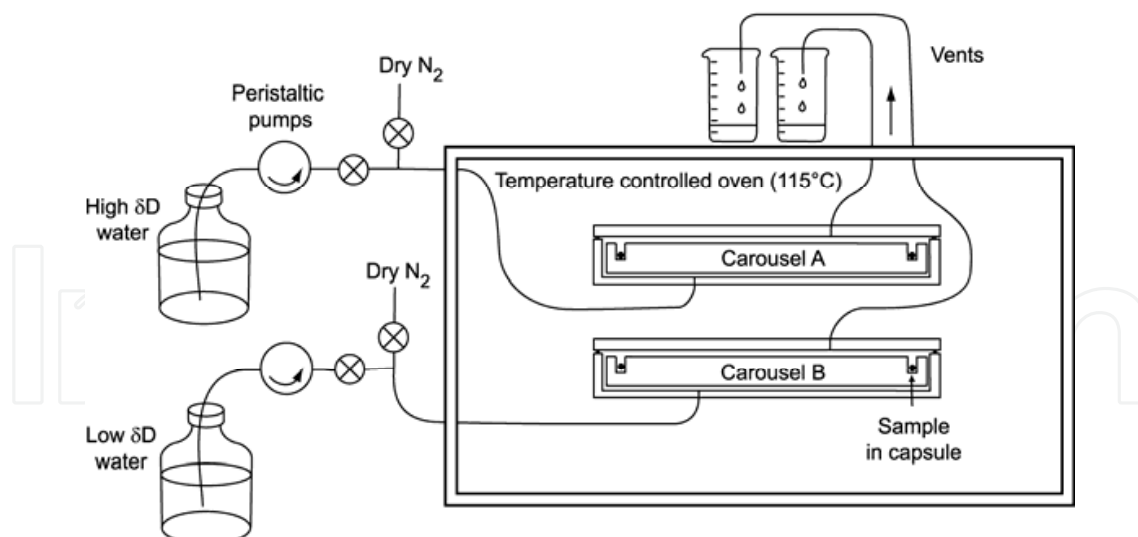 Vents
Dry N₂
Peristaltic
pumps
Temperature controlled oven (115°C)
High δD
water
Carousel A
Dry N₂
Carousel B
Low δD
water
Sample
in capsule